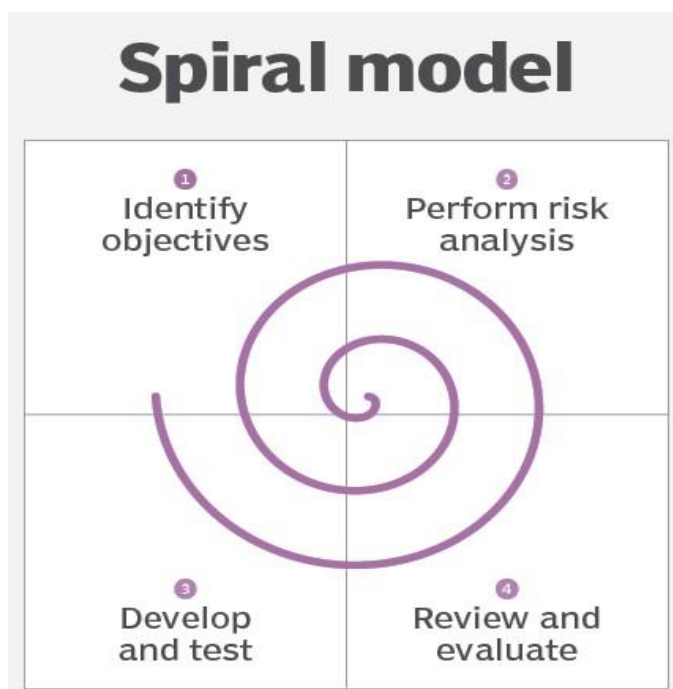 Spiral model
1
Identify
objectives
2
Perform risk
analysis
3
Develop
and test
4
Review and
evaluate